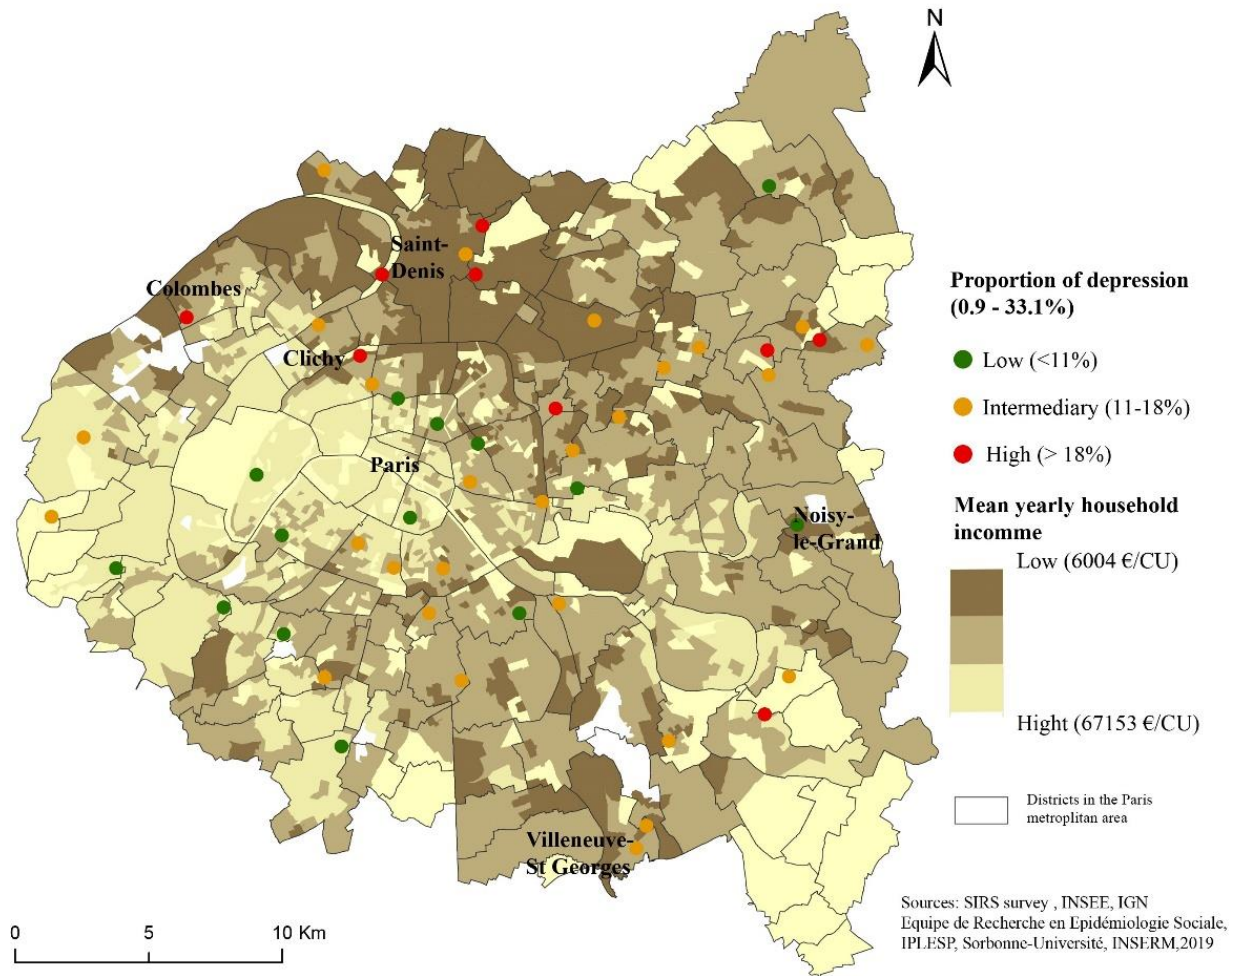 N
Saint-
Denis
Colombes
Clichy
Paris
Noisy-
le-Grand
Villeneuve-
St Georges
0 5 10 Km
Proportion of depression
(0.9 - 33.1%)
Low (<11%)
Intermediary (11-18%)
High (> 18%)
Mean yearly household
incomme
Low (6004 €/CU)
Hight (67153 €/CU)
Districts in the Paris
metroplitan area
Sources: SIRS survey , INSEE, IGN
Equipe de Recherche en Epidémiologie Sociale,
IPLESP, Sorbonne-Université, INSERM,2019